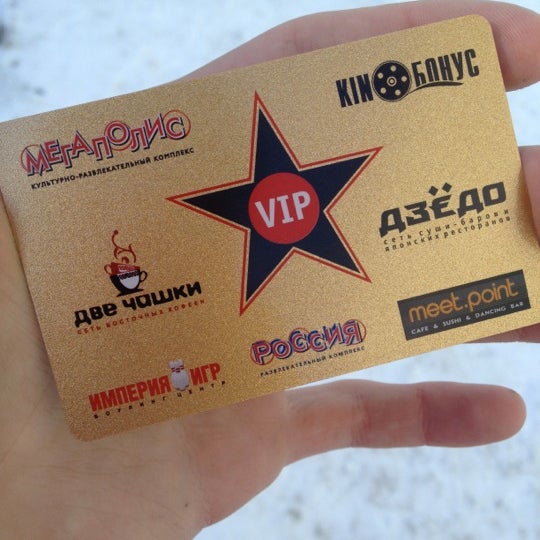 KINOБОНУС
МЕГАПОЛИС
КУЛЬТУРНО-РАЗВЛЕКАТЕЛЬНЫЙ КОМПЛЕКС
VIP
ДЗЁДО
сеть суши-баров и
японских ресторанов
две чашки
СЕТЬ ВОСТОЧНЫХ КОФЕЕН
meet.point
CAFE & SUSHI & DANCING BAR
РОССИЯ
РАЗВЛЕКАТЕЛЬНЫЙ КОМПЛЕКС
ИМПЕРИЯ ИГР
БОУЛИНГ ЦЕНТР